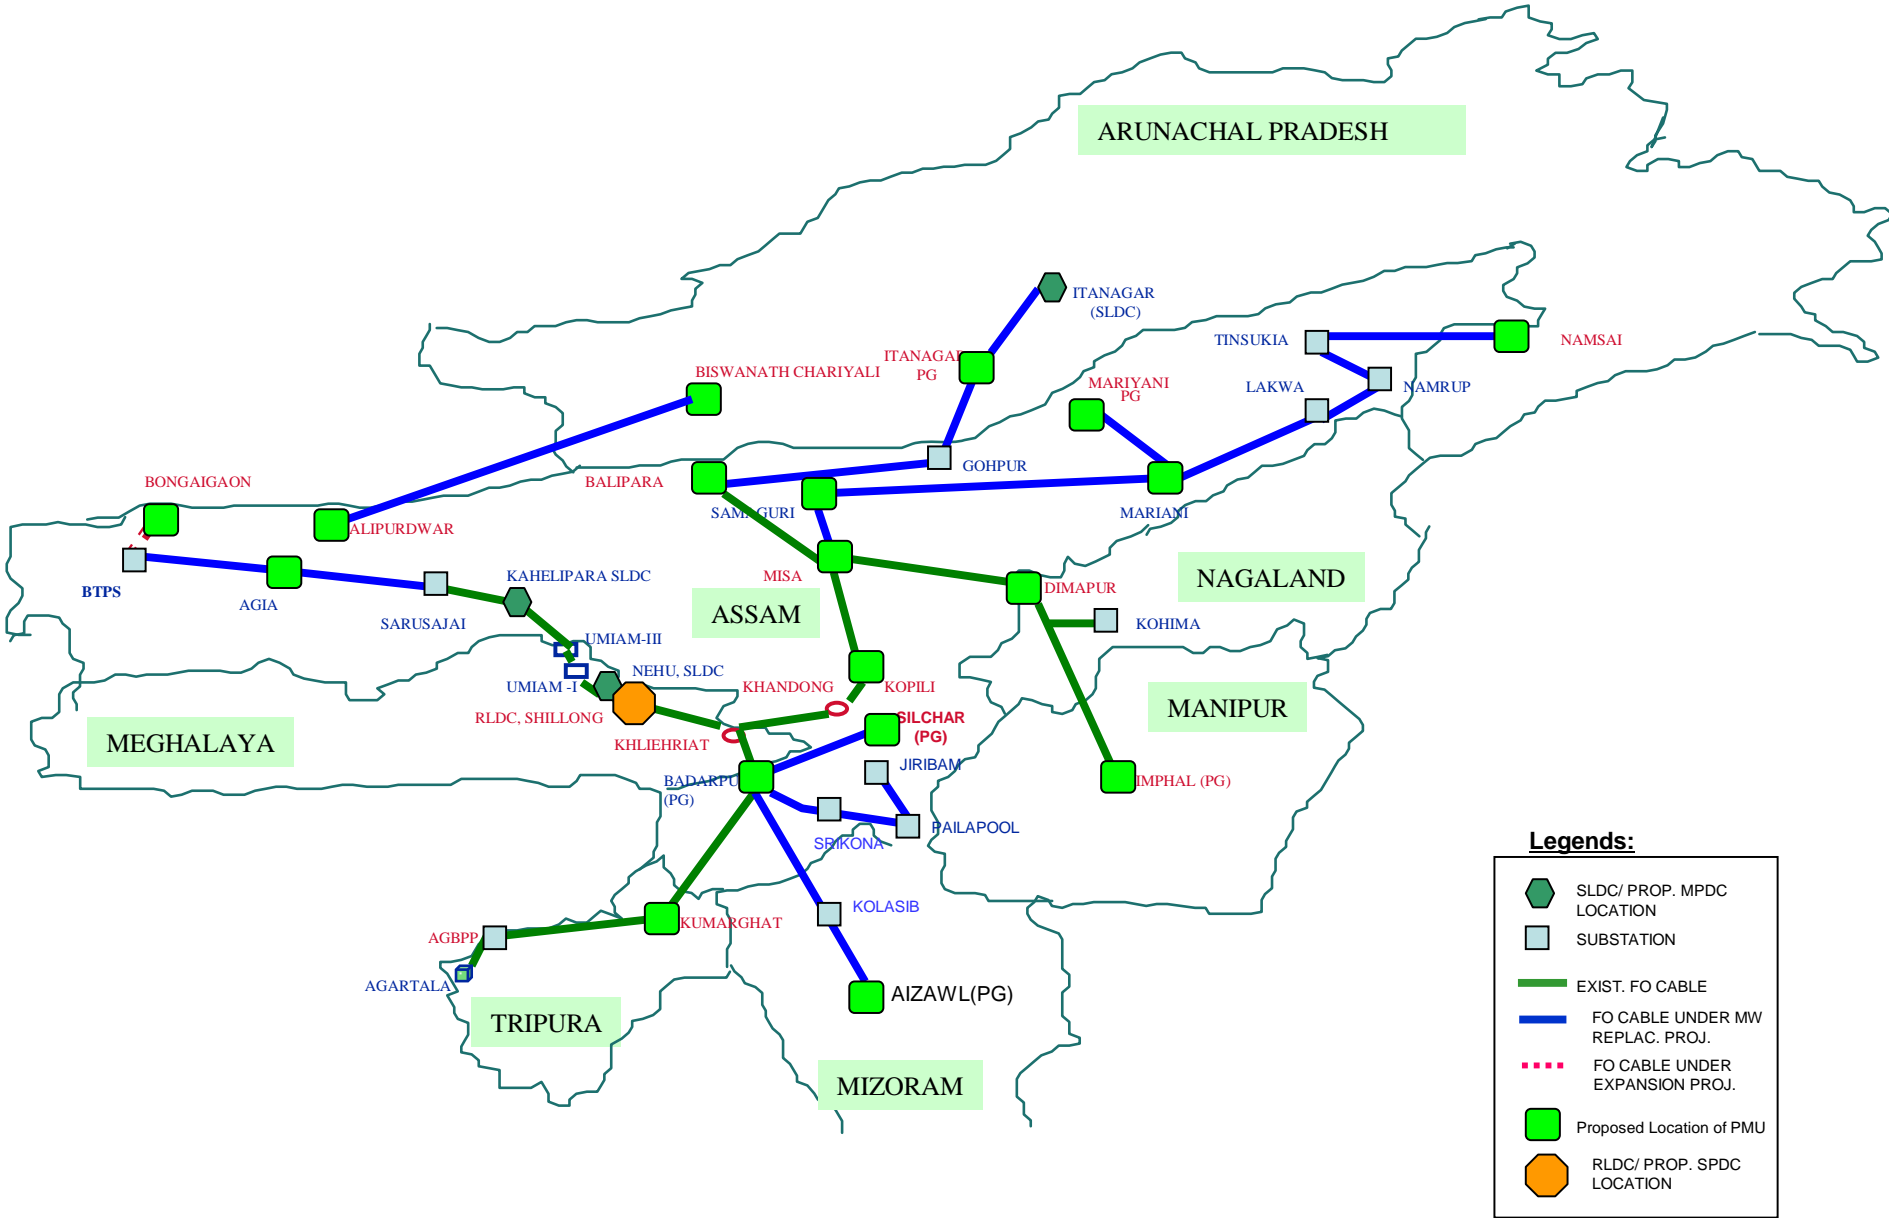 ARUNACHAL PRADESH
ITANAGAR
(SLDC)
TINSUKIA
NAMSAI
ITANAGAR
PG
BISWANATH CHARIYALI
MARIYANI
PG
LAKWA
NAMRUP
GOHPUR
BONGAIGAON
BALIPARA
SAMAGURI
MARIANI
ALIPURDWAR
KAHELIPARA SLDC
MISA
NAGALAND
BTPS
AGIA
DIMAPUR
ASSAM
SARUSAJAI
KOHIMA
UMIAM-III
NEHU, SLDC
UMIAM -I
KHANDONG
KOPILI
MANIPUR
RLDC, SHILLONG
SILCHAR
(PG)
MEGHALAYA
KHLIEHRIAT
JIRIBAM
BADARPU
(PG)
IMPHAL (PG)
PAILAPOOL
SRIKONA
KOLASIB
KUMARGHAT
AGBPP
AGARTALA
AIZAWL(PG)
TRIPURA
MIZORAM
Legends:
SLDC/ PROP. MPDC
LOCATION
SUBSTATION
EXIST. FO CABLE
FO CABLE UNDER MW
REPLAC. PROJ.
FO CABLE UNDER
EXPANSION PROJ.
Proposed Location of PMU
RLDC/ PROP. SPDC
LOCATION